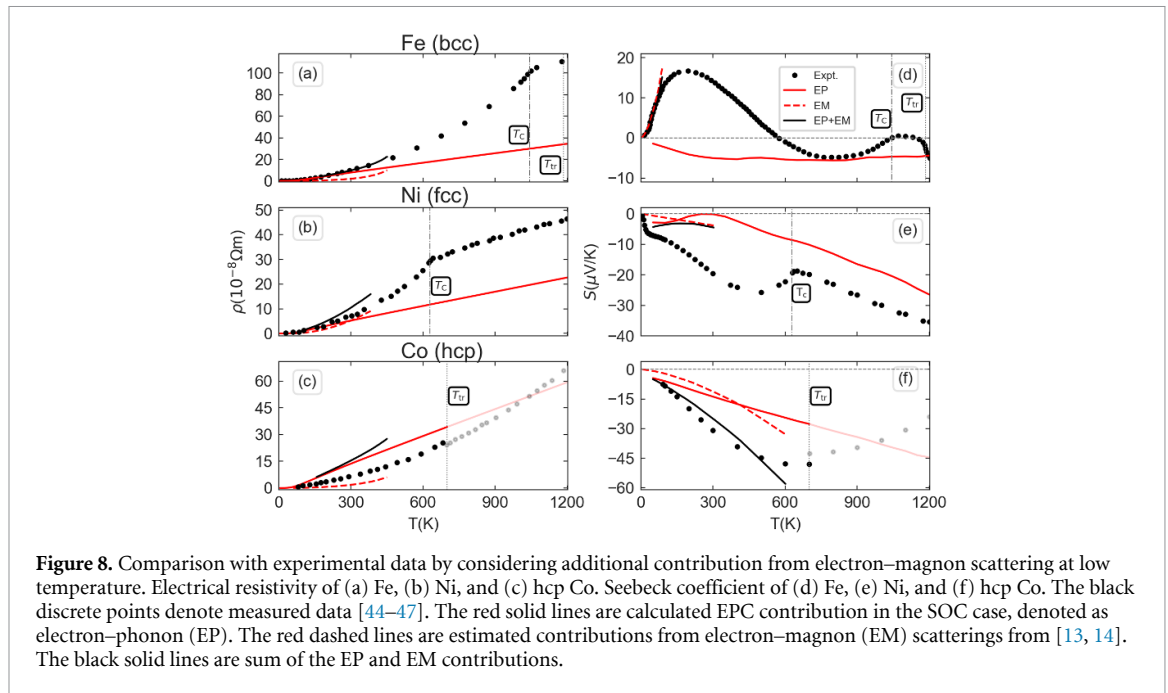 Fe (bcc)
(a)
100
80
60
40
20
0
T_C
T_tr
20
10
0
−10
Expt.
EP
EM
EP+EM
(d)
T_C
T_tr
Ni (fcc)
(b)
50
40
30
20
10
0
ρ(10⁻⁸Ωm)
T_C
0
−10
−20
−30
−40
S(μV/K)
(e)
T_c
Co (hcp)
(c)
60
45
30
15
0
T_tr
0 300 600 900 1200
T(K)
0
−15
−30
−45
−60
(f)
T_tr
0 300 600 900 1200
T(K)
Figure 8. Comparison with experimental data by considering additional contribution from electron–magnon scattering at low
temperature. Electrical resistivity of (a) Fe, (b) Ni, and (c) hcp Co. Seebeck coefficient of (d) Fe, (e) Ni, and (f) hcp Co. The black
discrete points denote measured data [44–47]. The red solid lines are calculated EPC contribution in the SOC case, denoted as
electron–phonon (EP). The red dashed lines are estimated contributions from electron–magnon (EM) scatterings from [13, 14].
The black solid lines are sum of the EP and EM contributions.